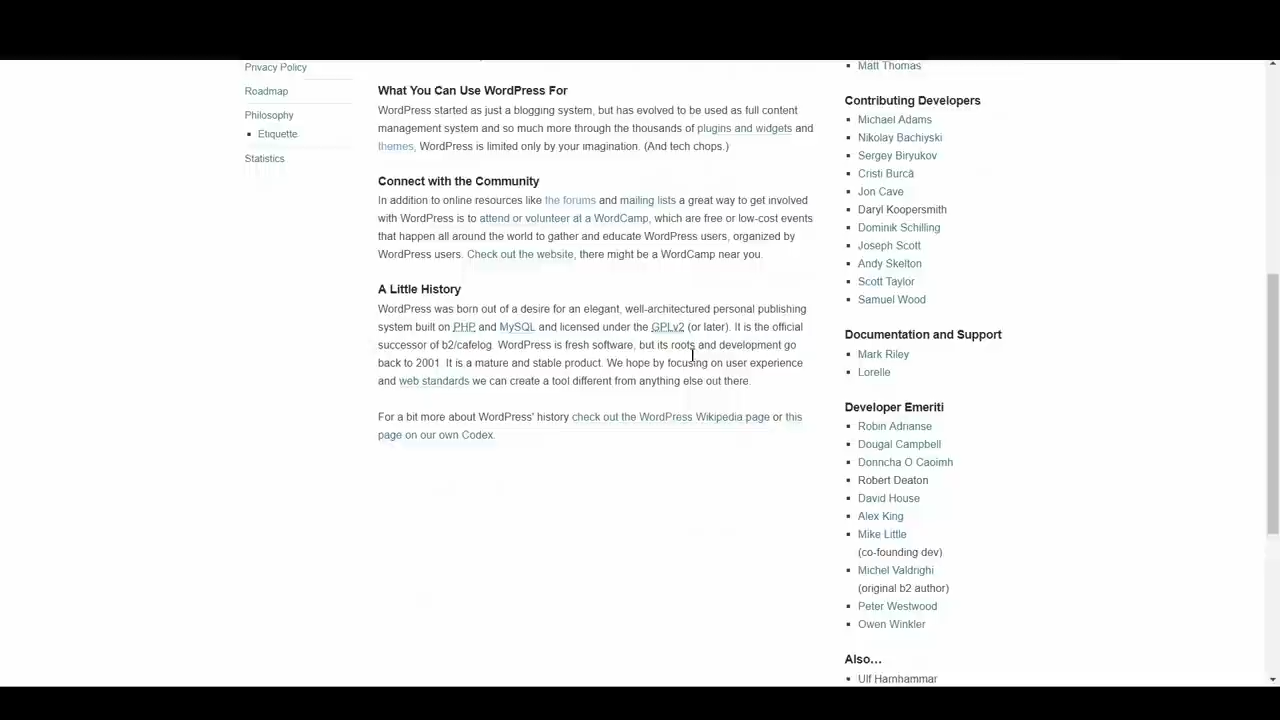 Privacy Policy
Roadmap
Philosophy
Etiquette
Statistics
What You Can Use WordPress For
WordPress started as just a blogging system, but has evolved to be used as full content
management system and so much more through the thousands of plugins and widgets and
themes, WordPress is limited only by your imagination. (And tech chops.)
Connect with the Community
In addition to online resources like the forums and mailing lists a great way to get involved
with WordPress is to attend or volunteer at a WordCamp, which are free or low-cost events
that happen all around the world to gather and educate WordPress users, organized by
WordPress users. Check out the website, there might be a WordCamp near you.
A Little History
WordPress was born out of a desire for an elegant, well-architectured personal publishing
system built on PHP and MySQL and licensed under the GPLv2 (or later). It is the official
successor of b2/cafelog. WordPress is fresh software, but its roots and development go
back to 2001. It is a mature and stable product. We hope by focusing on user experience
and web standards we can create a tool different from anything else out there.
For a bit more about WordPress' history check out the WordPress Wikipedia page or this
page on our own Codex.
Matt Thomas
Contributing Developers
Michael Adams
Nikolay Bachiyski
Sergey Biryukov
Cristi Burcă
Jon Cave
Daryl Koopersmith
Dominik Schilling
Joseph Scott
Andy Skelton
Scott Taylor
Samuel Wood
Documentation and Support
Mark Riley
Lorelle
Developer Emeriti
Robin Adrianse
Dougal Campbell
Donncha O Caoimh
Robert Deaton
David House
Alex King
Mike Little
(co-founding dev)
Michel Valdrighi
(original b2 author)
Peter Westwood
Owen Winkler
Also…
Ulf Harnhammar